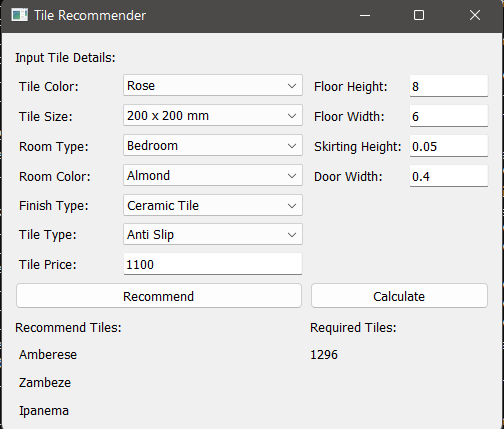 Tile Recommender
Input Tile Details:
Tile Color: Rose Floor Height: 8
Tile Size: 200 x 200 mm Floor Width: 6
Room Type: Bedroom Skirting Height: 0.05
Room Color: Almond Door Width: 0.4
Finish Type: Ceramic Tile
Tile Type: Anti Slip
Tile Price: 1100
Recommend Calculate
Recommend Tiles: Required Tiles:
Amberese 1296
Zambeze
Ipanema